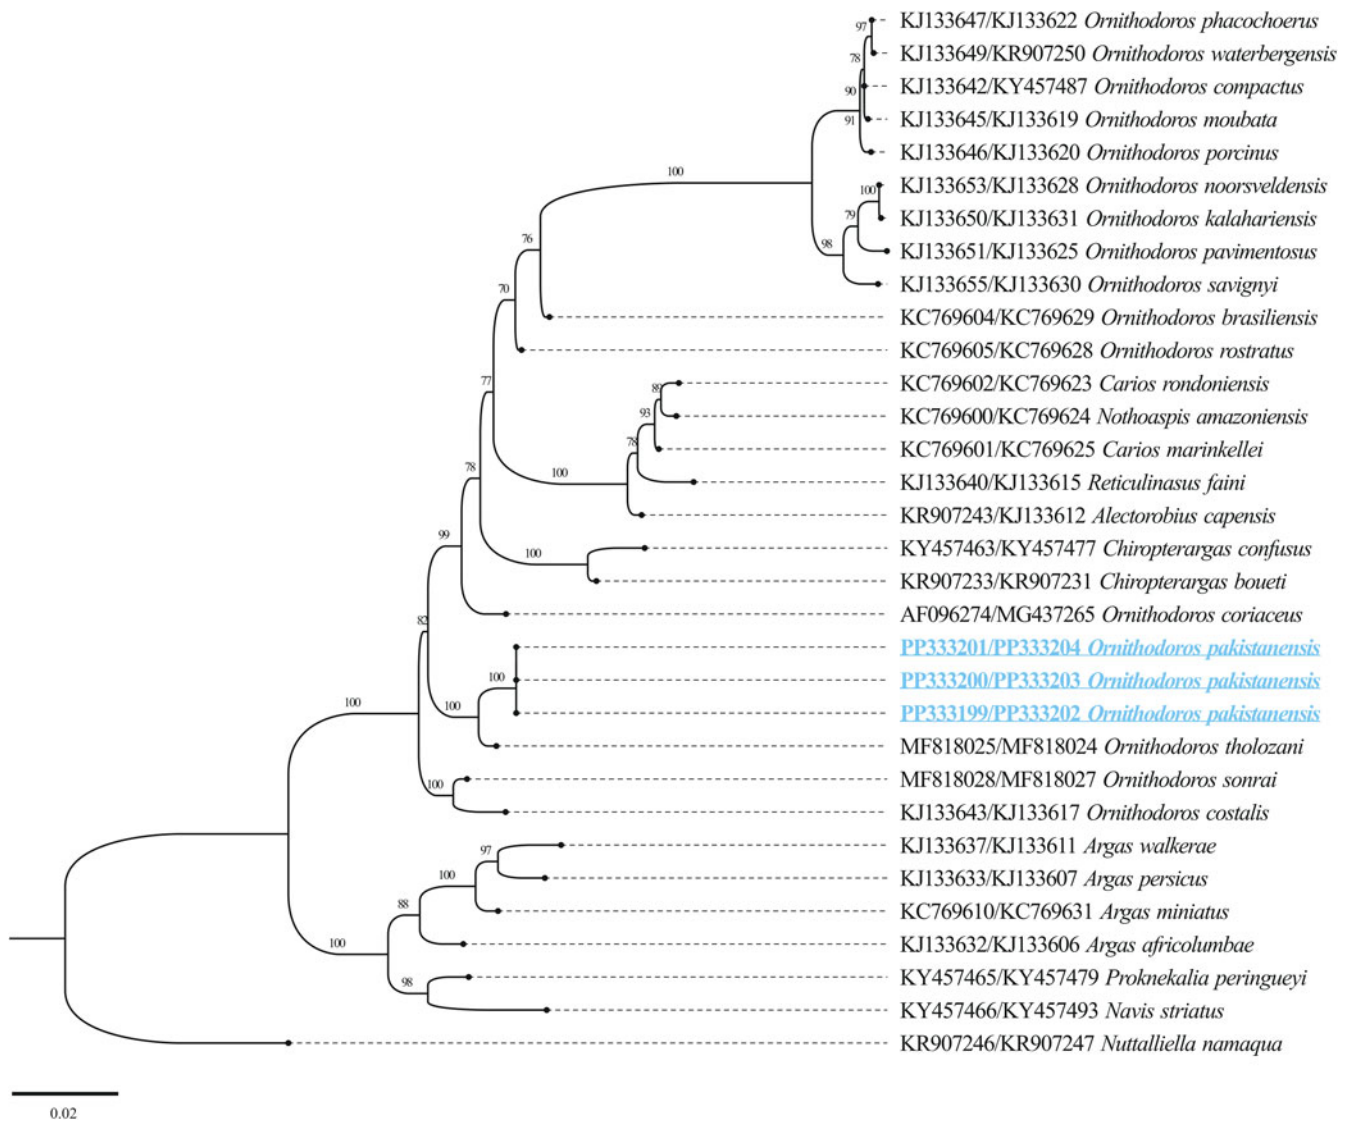 KJ133647/KJ133622 Ornithodoros phacochoerus
97
KJ133649/KR907250 Ornithodoros waterbergensis
78
KJ133642/KY457487 Ornithodoros compactus
90
KJ133645/KJ133619 Ornithodoros moubata
91
KJ133646/KJ133620 Ornithodoros porcinus
100
KJ133653/KJ133628 Ornithodoros noorsveldensis
100
KJ133650/KJ133631 Ornithodoros kalahariensis
79
KJ133651/KJ133625 Ornithodoros pavimentosus
76
98
KJ133655/KJ133630 Ornithodoros savignyi
70
KC769604/KC769629 Ornithodoros brasiliensis
KC769605/KC769628 Ornithodoros rostratus
77
KC769602/KC769623 Carios rondoniensis
89
KC769600/KC769624 Nothoaspis amazoniensis
93
KC769601/KC769625 Carios marinkellei
78
78
100
KJ133640/KJ133615 Reticulinasus faini
KR907243/KJ133612 Alectorobius capensis
99
100
KY457463/KY457477 Chiropterargas confusus
KR907233/KR907231 Chiropterargas boueti
AF096274/MG437265 Ornithodoros coriaceus
82
PP333201/PP333204 Ornithodoros pakistanensis
100
PP333200/PP333203 Ornithodoros pakistanensis
100
100
PP333199/PP333202 Ornithodoros pakistanensis
MF818025/MF818024 Ornithodoros tholozani
100
MF818028/MF818027 Ornithodoros sonrai
KJ133643/KJ133617 Ornithodoros costalis
97
KJ133637/KJ133611 Argas walkerae
100
KJ133633/KJ133607 Argas persicus
88
KC769610/KC769631 Argas miniatus
100
KJ133632/KJ133606 Argas africolumbae
98
KY457465/KY457479 Proknekalia peringueyi
KY457466/KY457493 Navis striatus
KR907246/KR907247 Nuttalliella namaqua
0.02